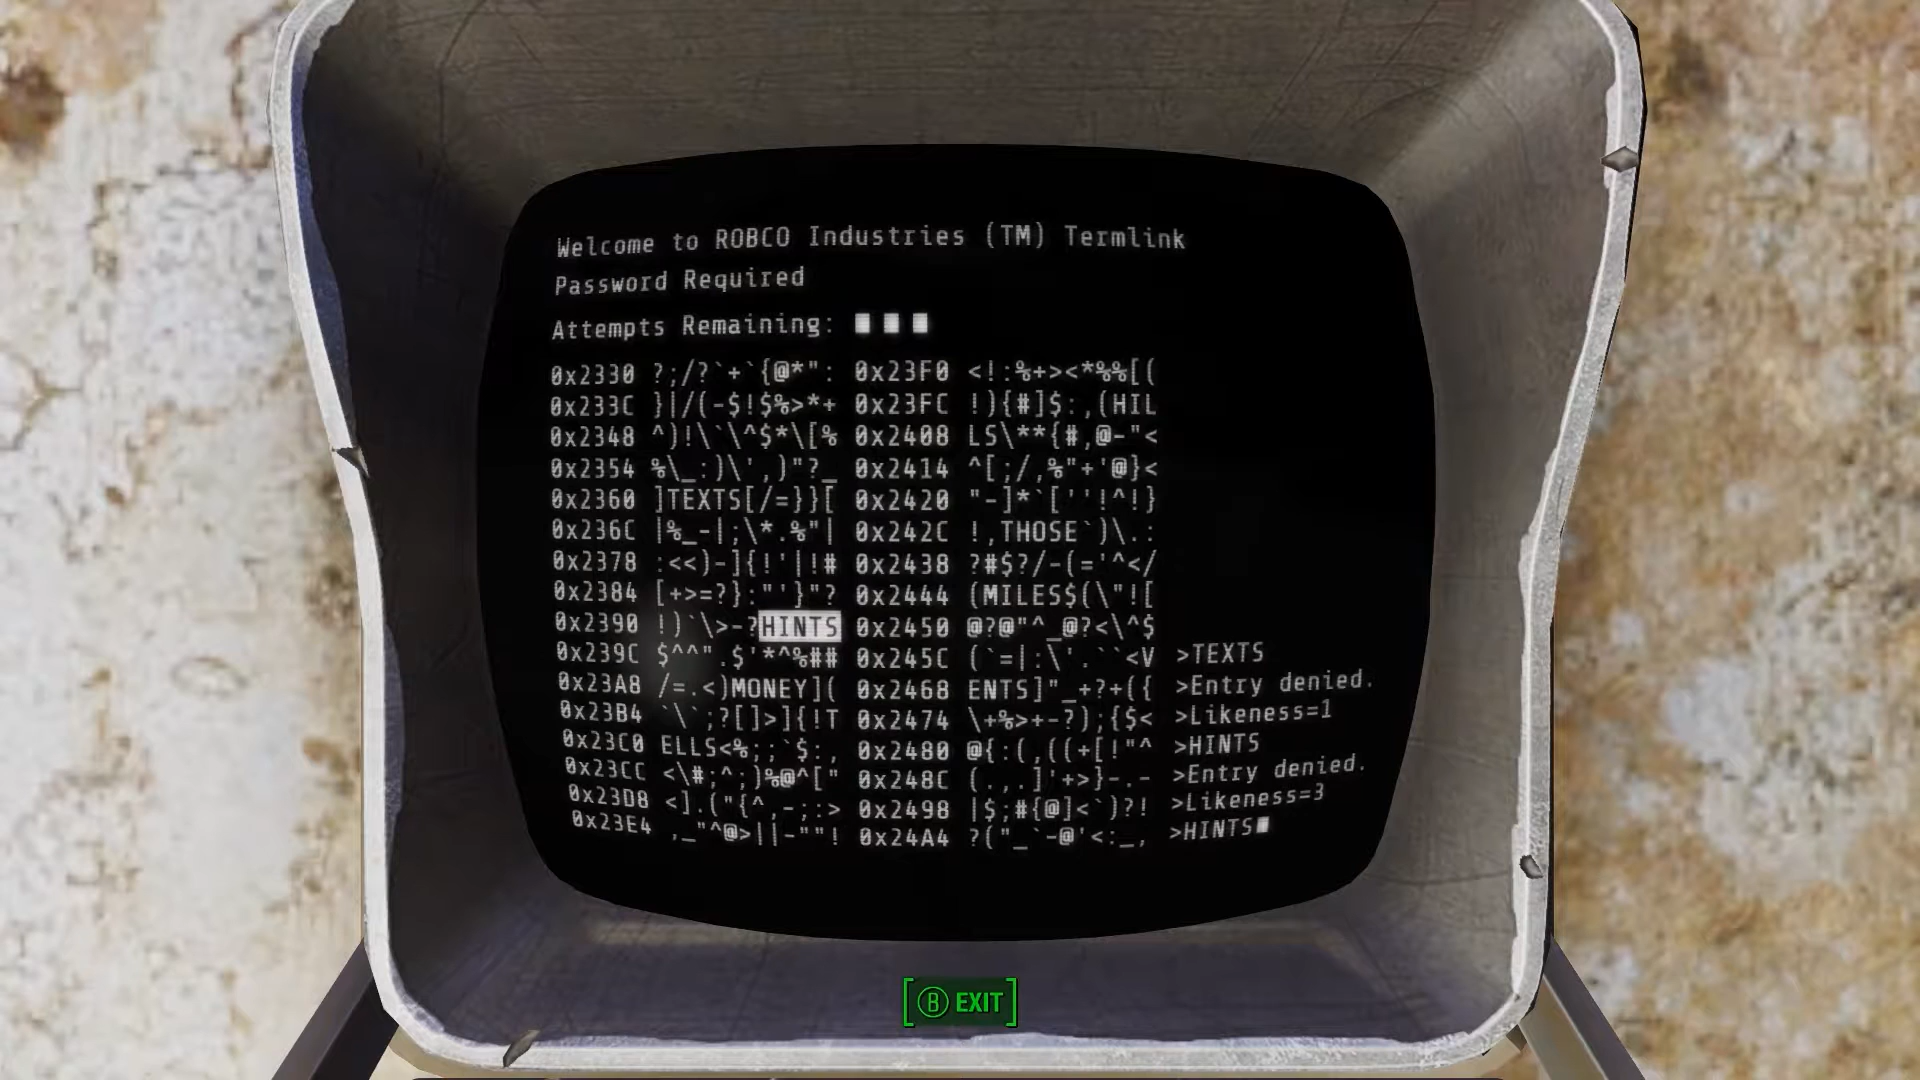 Welcome to ROBCO Industries (TM) Termlink
Password Required
Attempts Remaining: ■ ■ ■
0x2330 ?;/?`+`{@*": 0x23F0 <!:%+><*%%[(
0x233C }|/(-$!$%>*+ 0x23FC !){#]$:,(HIL
0x2348 ^)!\`\^$*\[% 0x2408 LS\**{#,@-"<
0x2354 %\_:)\',)"?_ 0x2414 ^[;/,%"+'@}<
0x2360 ]TEXTS[/=}}[ 0x2420 "-]*`[''!^!}
0x236C |%_-|;\*.%"| 0x242C !,THOSE`)\.:
0x2378 :<<)-]{!'|!# 0x2438 ?#$?/-(='^</
0x2384 [+>=?}:"'}"? 0x2444 (MILES$(\"![
0x2390 !)`\>-?HINTS 0x2450 @?@"^_@?<\^$
0x239C $^^".$'*^%## 0x245C (`=|:\'.``<V >TEXTS
0x23A8 /=.<)MONEY]( 0x2468 ENTS]"_+?+({ >Entry denied.
0x23B4 `\`;?[]>]{!T 0x2474 \+%>+-?);{$< >Likeness=1
0x23C0 ELLS<%;;`$:, 0x2480 @{:(,((+[!"^ >HINTS
0x23CC <\#;^;)%@^[" 0x248C (.,.]'+>}-.- >Entry denied.
0x23D8 <].("{^,-;:> 0x2498 |$;#{@]<`)?! >Likeness=3
0x23E4 ,_"^@>||-""! 0x24A4 ?("_`-@'<:_, >HINTS■
[Ⓑ EXIT]